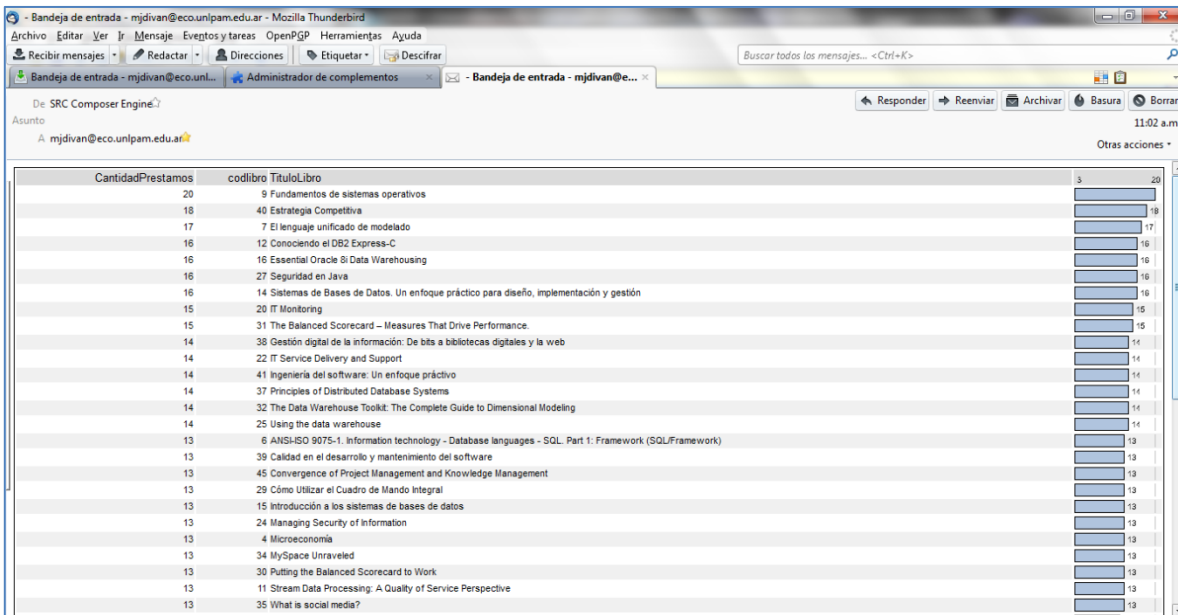 - Bandeja de entrada - mjdivan@eco.unlpam.edu.ar - Mozilla Thunderbird
Archivo Editar Ver Ir Mensaje Eventos y tareas OpenPGP Herramientas Ayuda
Recibir mensajes Redactar Direcciones Etiquetar Descifrar Buscar todos los mensajes... <Ctrl+K>
Bandeja de entrada - mjdivan@eco.unl... Administrador de complementos - Bandeja de entrada - mjdivan@e...
De SRC Composer Engine Responder Reenviar Archivar Basura Borrar
Asunto 11:02 a.m
A mjdivan@eco.unlpam.edu.ar Otras acciones
CantidadPrestamos codlibro TituloLibro 3 20
20 9 Fundamentos de sistemas operativos
18 40 Estrategia Competitiva 18
17 7 El lenguaje unificado de modelado 17
16 12 Conociendo el DB2 Express-C 16
16 16 Essential Oracle 8i Data Warehousing 16
16 27 Seguridad en Java 16
16 14 Sistemas de Bases de Datos. Un enfoque práctico para diseño, implementación y gestión 16
15 20 IT Monitoring 15
15 31 The Balanced Scorecard – Measures That Drive Performance. 15
14 38 Gestión digital de la información: De bits a bibliotecas digitales y la web 14
14 22 IT Service Delivery and Support 14
14 41 Ingeniería del software: Un enfoque práctivo 14
14 37 Principles of Distributed Database Systems 14
14 32 The Data Warehouse Toolkit: The Complete Guide to Dimensional Modeling 14
14 25 Using the data warehouse 14
13 6 ANSI-ISO 9075-1. Information technology - Database languages - SQL. Part 1: Framework (SQL/Framework) 13
13 39 Calidad en el desarrollo y mantenimiento del software 13
13 45 Convergence of Project Management and Knowledge Management 13
13 29 Cómo Utilizar el Cuadro de Mando Integral 13
13 15 Introducción a los sistemas de bases de datos 13
13 24 Managing Security of Information 13
13 4 Microeconomía 13
13 34 MySpace Unraveled 13
13 30 Putting the Balanced Scorecard to Work 13
13 11 Stream Data Processing: A Quality of Service Perspective 13
13 35 What is social media? 13